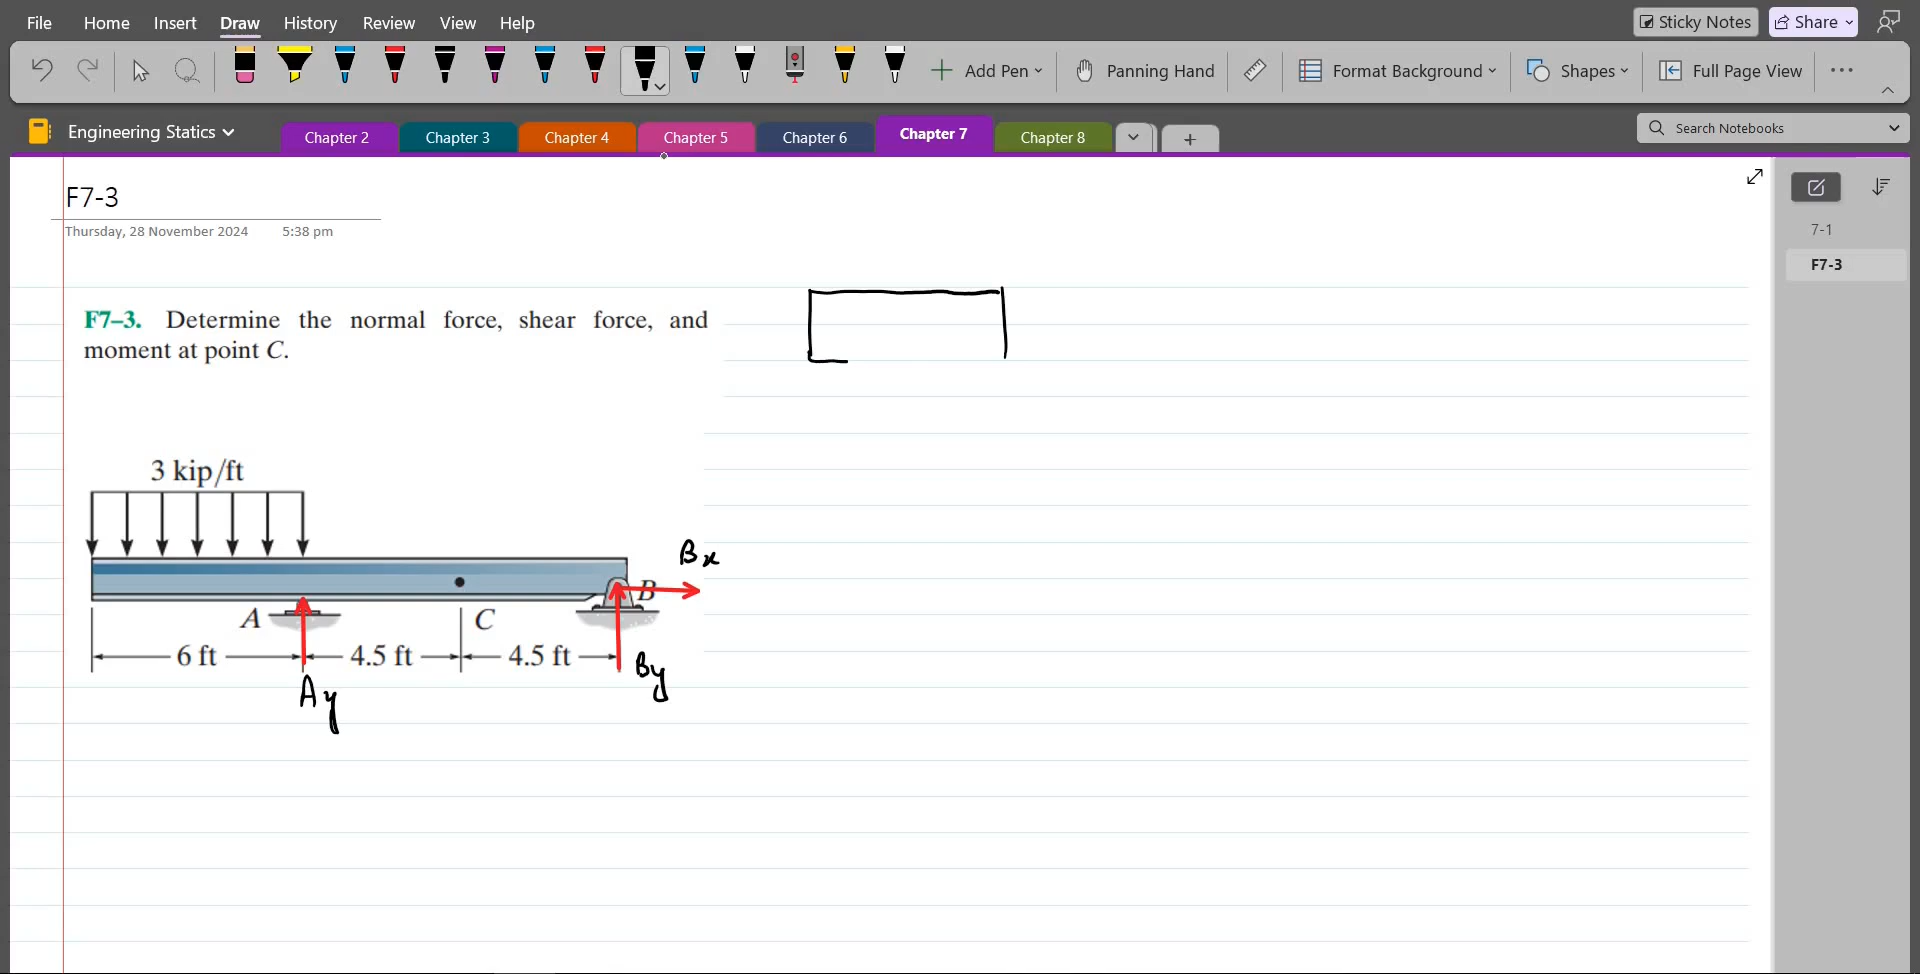 File Home Insert Draw History Review View Help Sticky Notes Share
Add Pen Panning Hand Format Background Shapes Full Page View
Engineering Statics Chapter 2 Chapter 3 Chapter 4 Chapter 5 Chapter 6 Chapter 7 Chapter 8 Search Notebooks
F7-3
Thursday, 28 November 2024 5:38 pm
7-1
F7-3
F7–3. Determine the normal force, shear force, and
moment at point C.
3 kip/ft
Bx
B
A C
6 ft 4.5 ft 4.5 ft
By
Ay